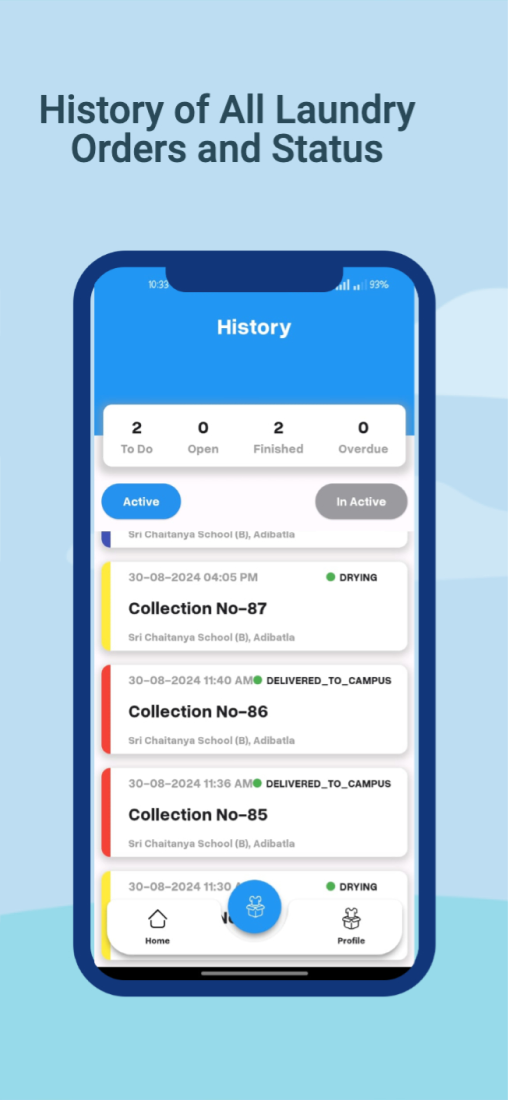 History of All Laundry
Orders and Status
10:33
93%
History
2 0 2 0
To Do Open Finished Overdue
Active In Active
Sri Chaitanya School (B), Adibatla
30-08-2024 04:05 PM DRYING
Collection No-87
Sri Chaitanya School (B), Adibatla
30-08-2024 11:40 AM DELIVERED_TO_CAMPUS
Collection No-86
Sri Chaitanya School (B), Adibatla
30-08-2024 11:36 AM DELIVERED_TO_CAMPUS
Collection No-85
Sri Chaitanya School (B), Adibatla
30-08-2024 11:30 DRYING
Home Profile